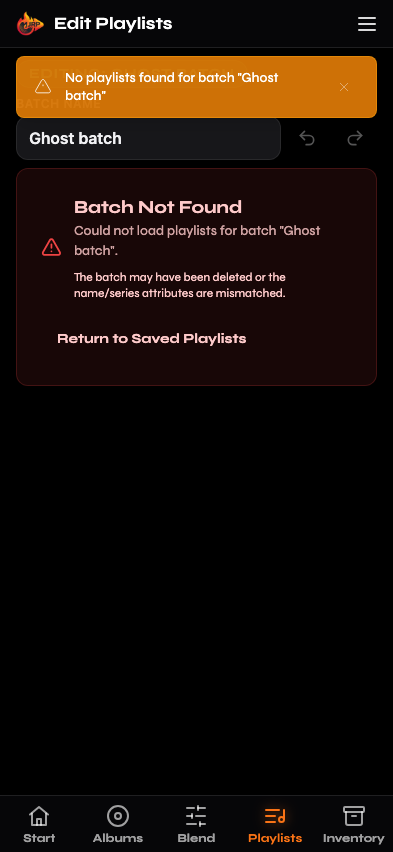 Edit Playlists
No playlists found for batch "Ghost
batch"
BATCH NAME
Ghost batch
Batch Not Found
Could not load playlists for batch "Ghost
batch".
The batch may have been deleted or the
name/series attributes are mismatched.
Return to Saved Playlists
Start
Albums
Blend
Playlists
Inventory